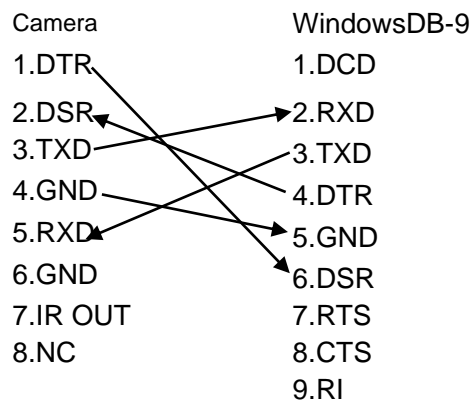 Camera
1.DTR
2.DSR
3.TXD
4.GND
5.RXD
6.GND
7.IR OUT
8.NC
WindowsDB-9
1.DCD
2.RXD
3.TXD
4.DTR
5.GND
6.DSR
7.RTS
8.CTS
9.RI